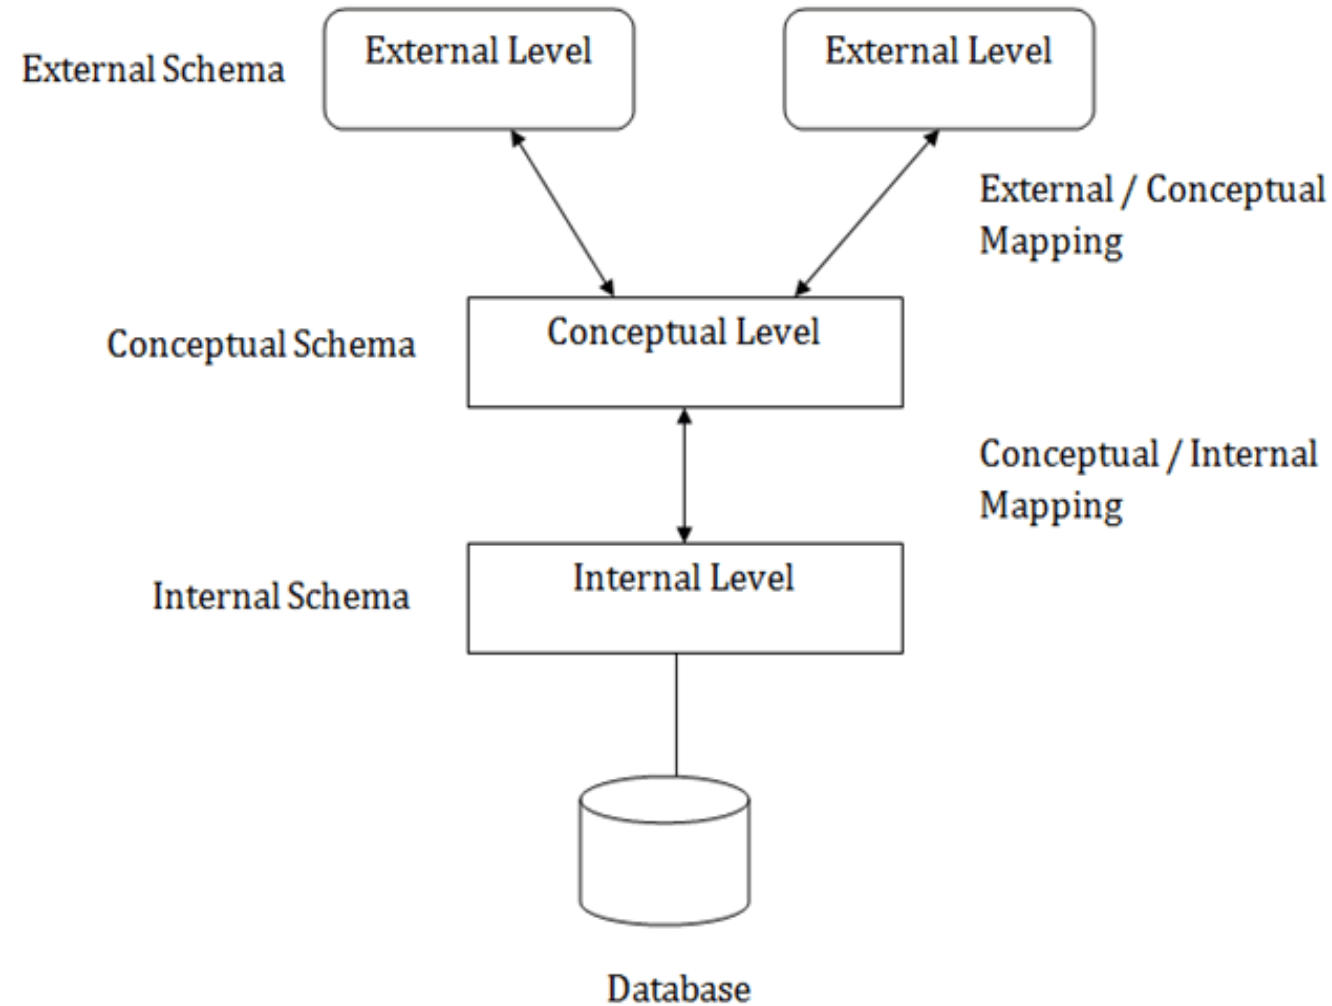 External Schema
External Level
External Level
External / Conceptual
Mapping
Conceptual Schema
Conceptual Level
Conceptual / Internal
Mapping
Internal Schema
Internal Level
Database